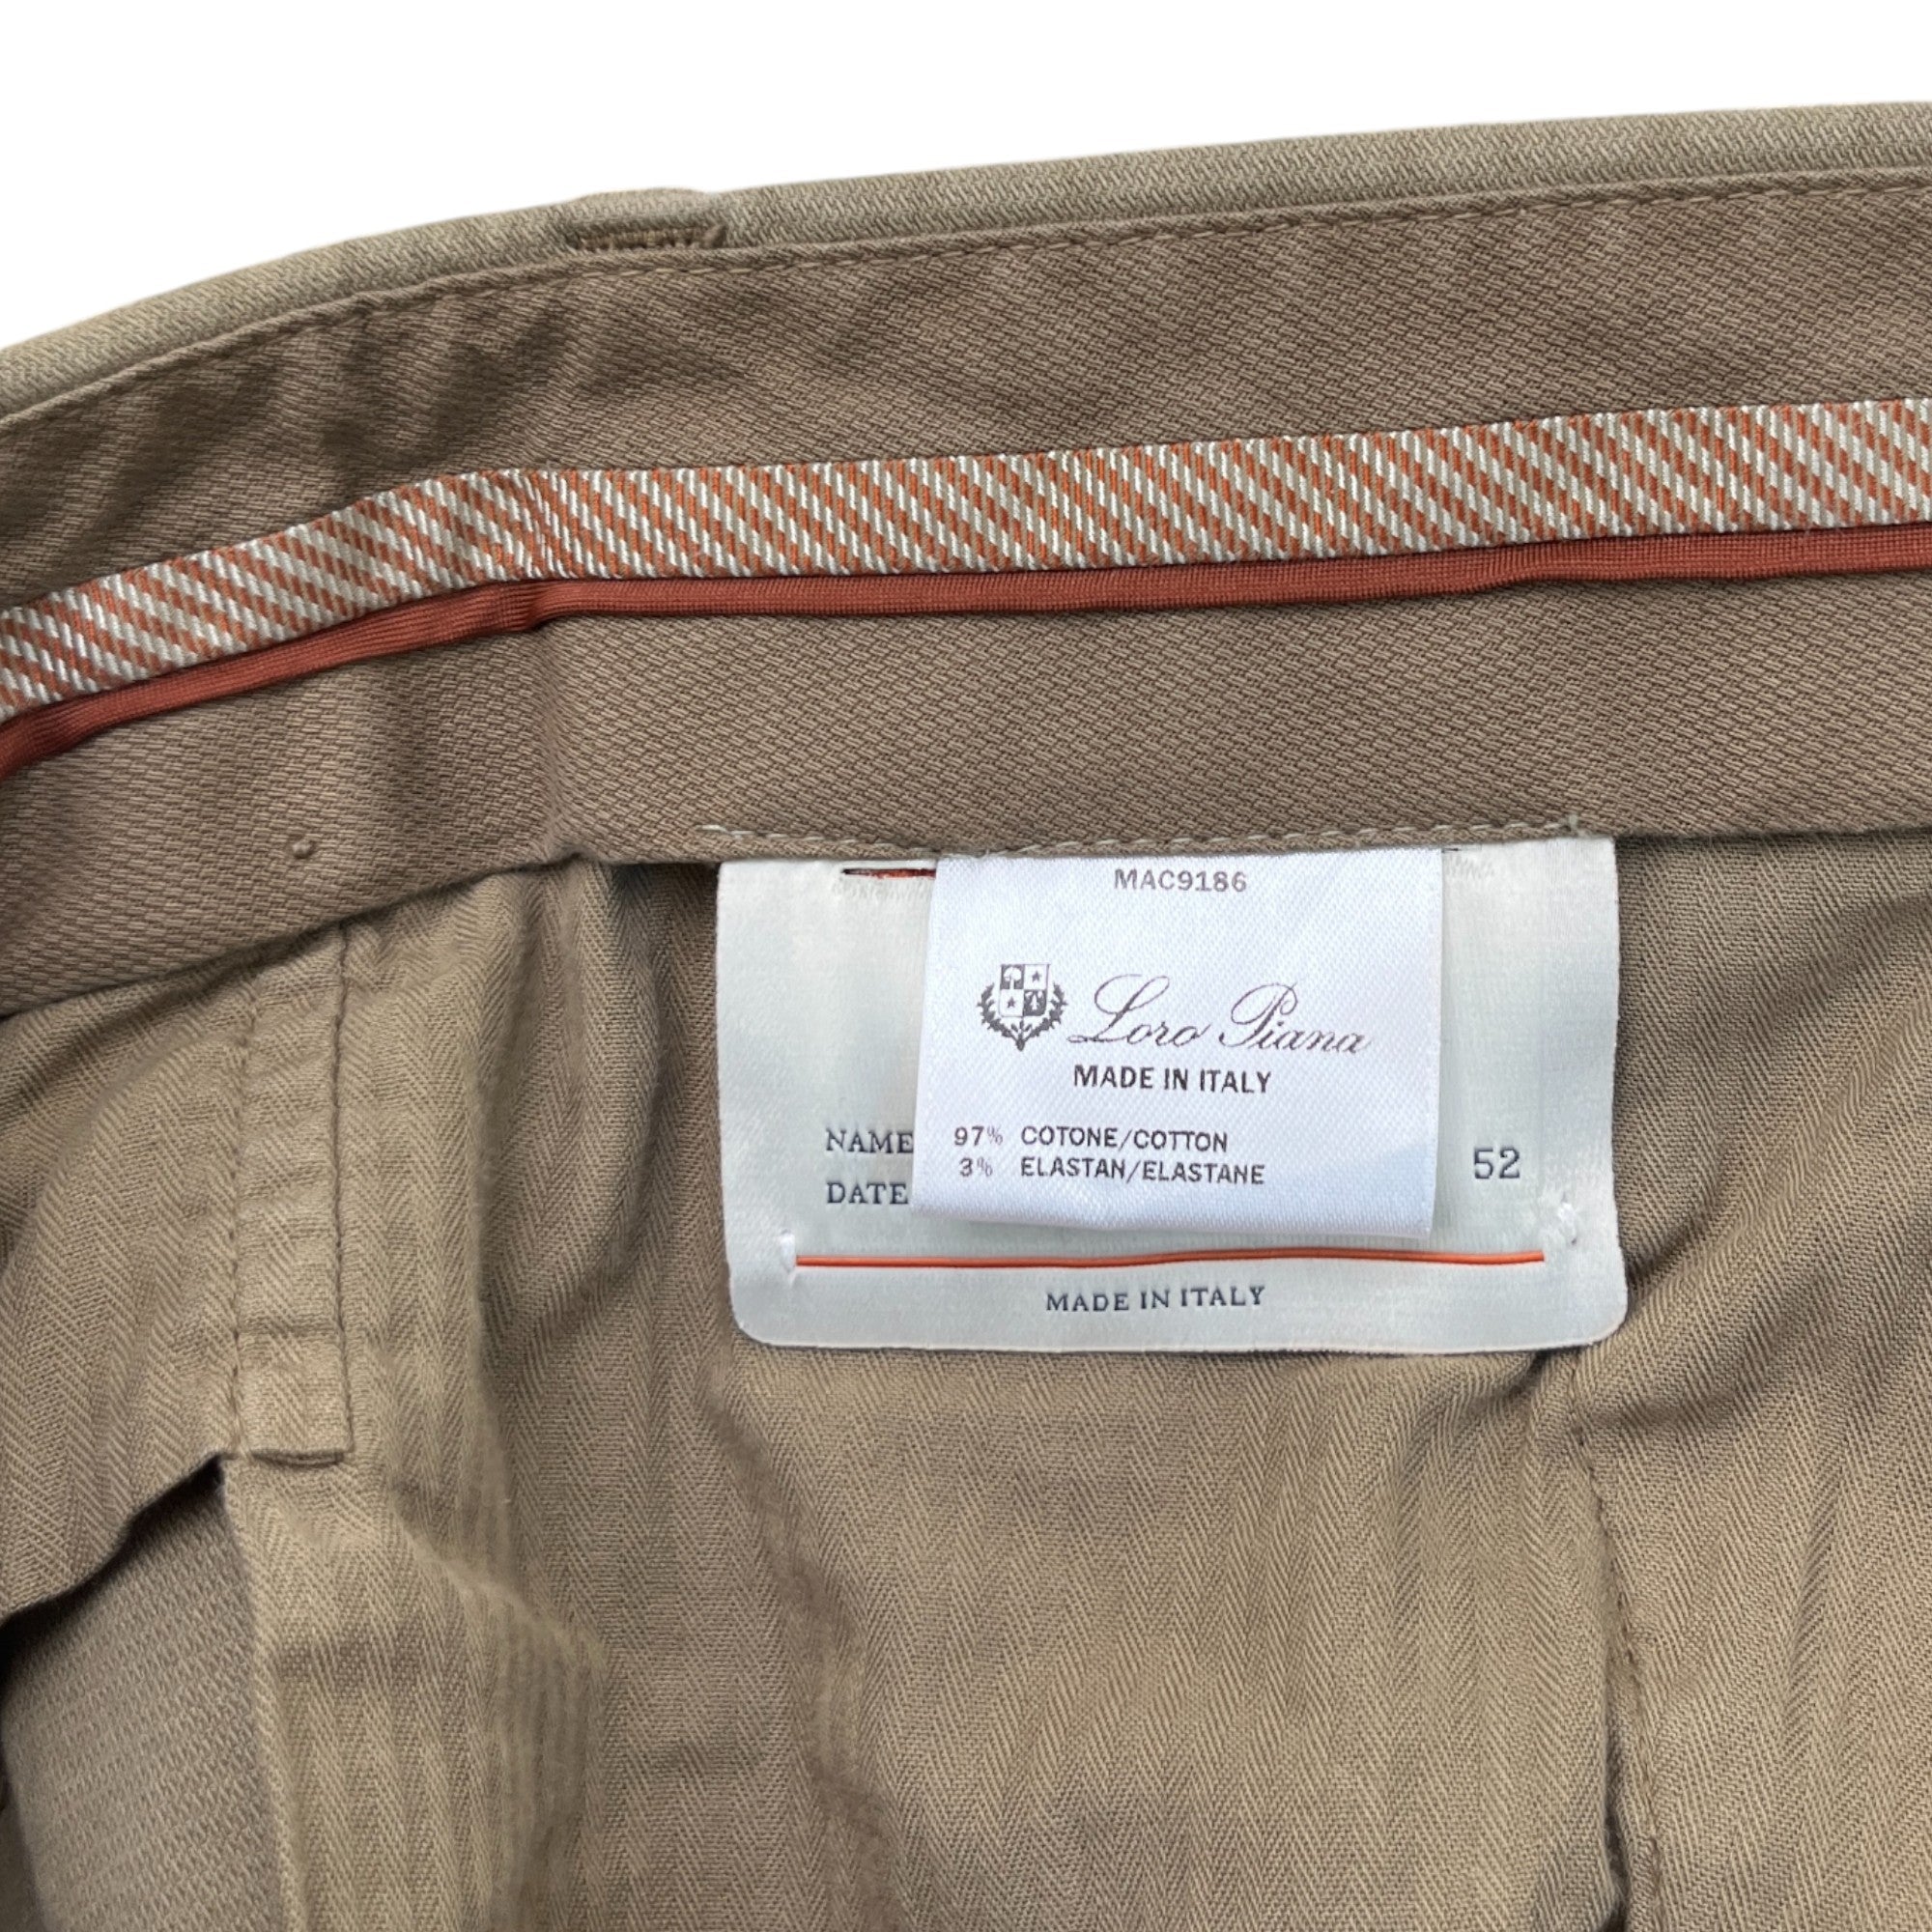 MAC9186
Loro Piana
MADE IN ITALY
97% COTONE/COTTON
3% ELASTAN/ELASTANE
NAME
DATE
52
MADE IN ITALY